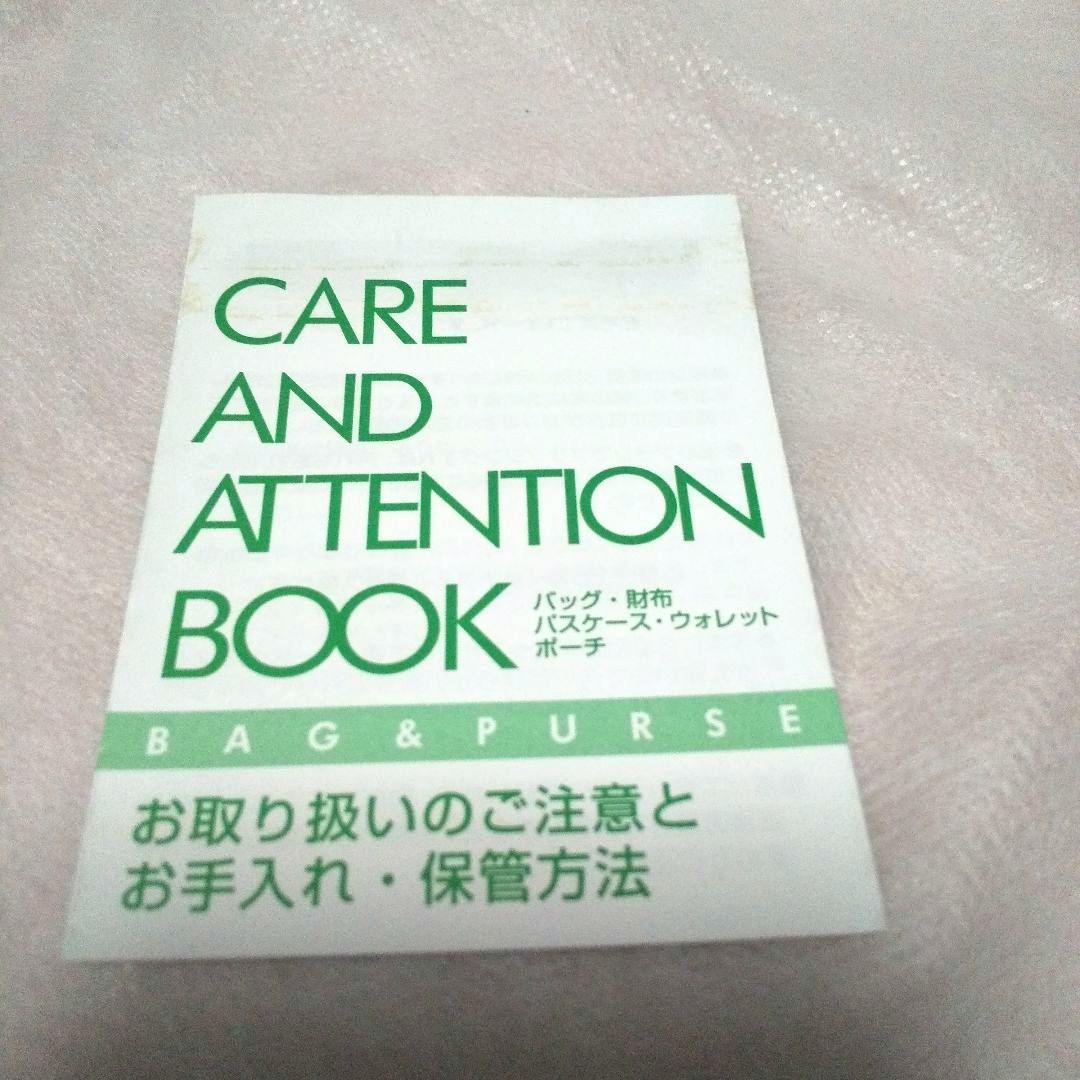 CARE
AND
ATTENTION
BOOK
バッグ・財布
パスケース・ウォレット
ポーチ
BAG&PURSE
お取り扱いのご注意と
お手入れ・保管方法